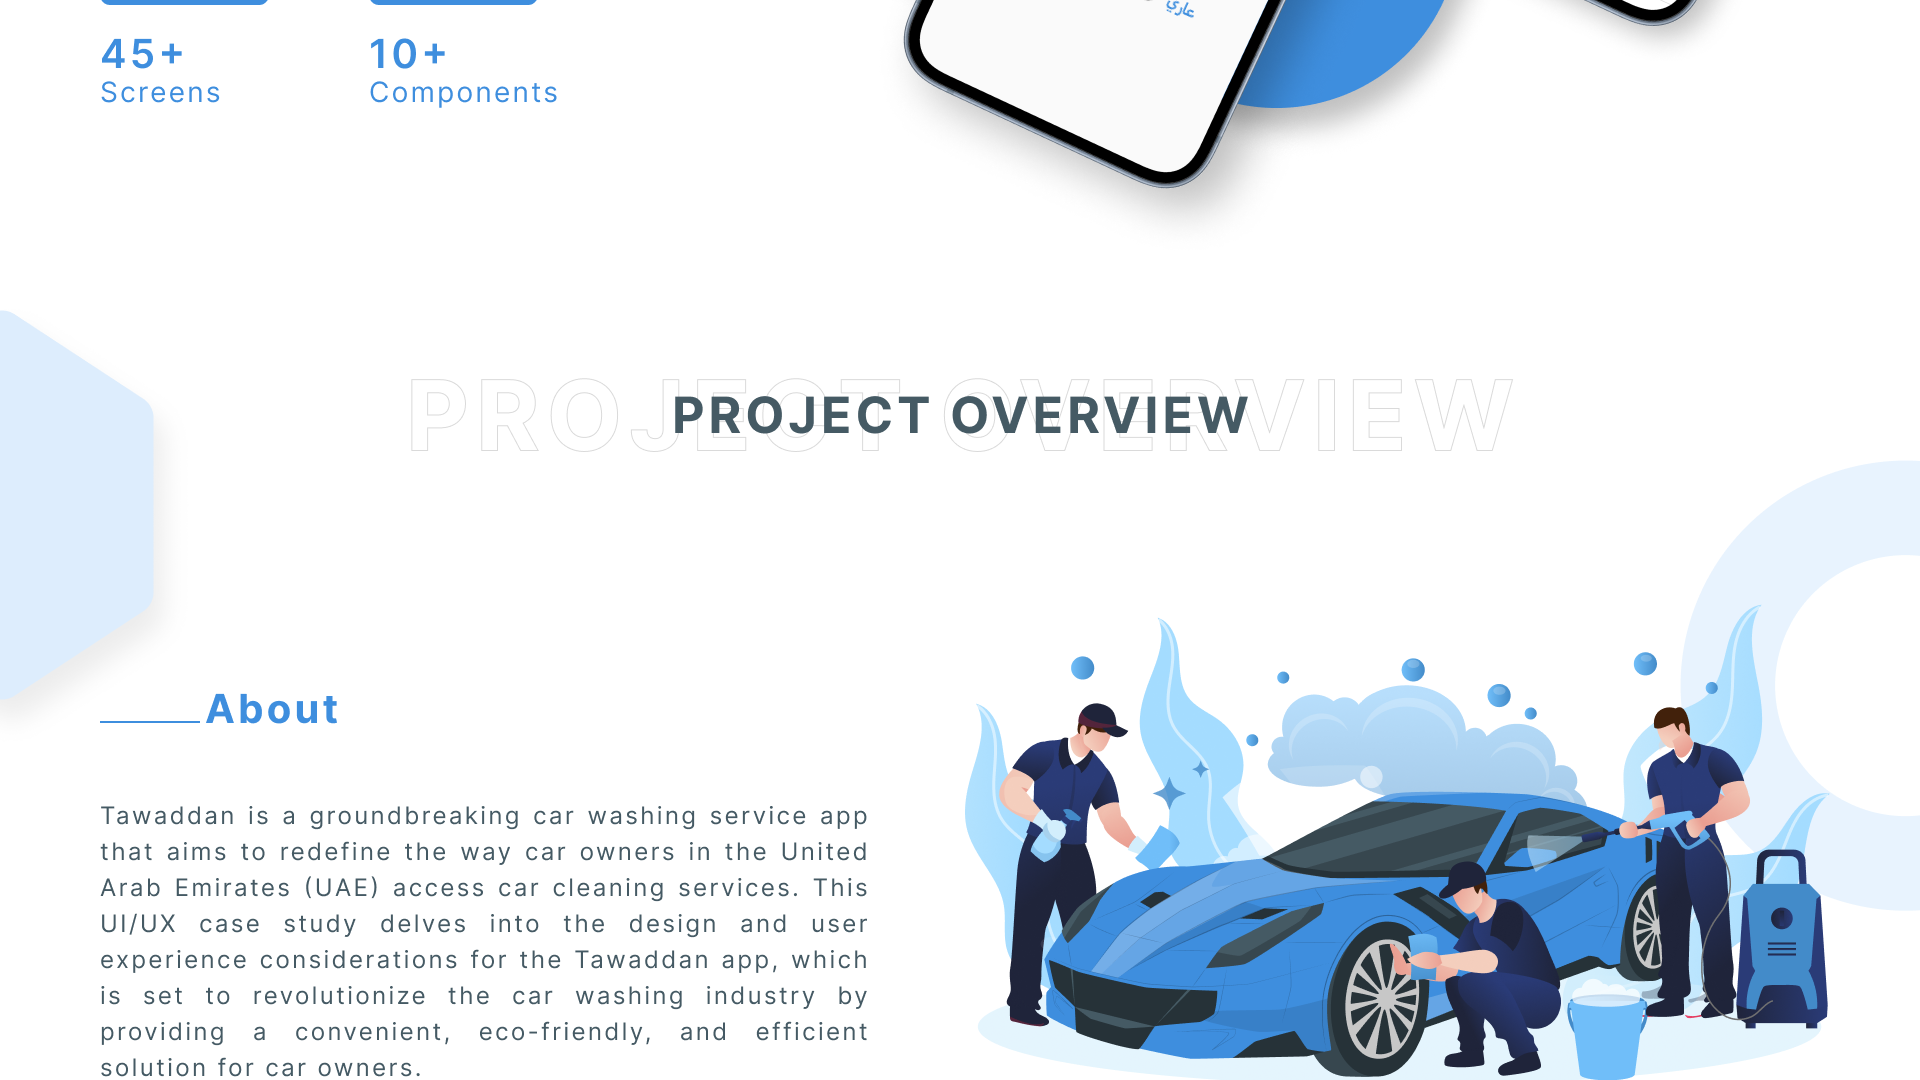 عاري
45+
10+
Screens
Components
PROJECT OVERVIEW
PROJECT OVERVIEW
About
Tawaddan is a groundbreaking car washing service app
that aims to redefine the way car owners in the United
Arab Emirates (UAE) access car cleaning services. This
UI/UX case study delves into the design and user
experience considerations for the Tawaddan app, which
is set to revolutionize the car washing industry by
providing a convenient, eco-friendly, and efficient
solution for car owners.